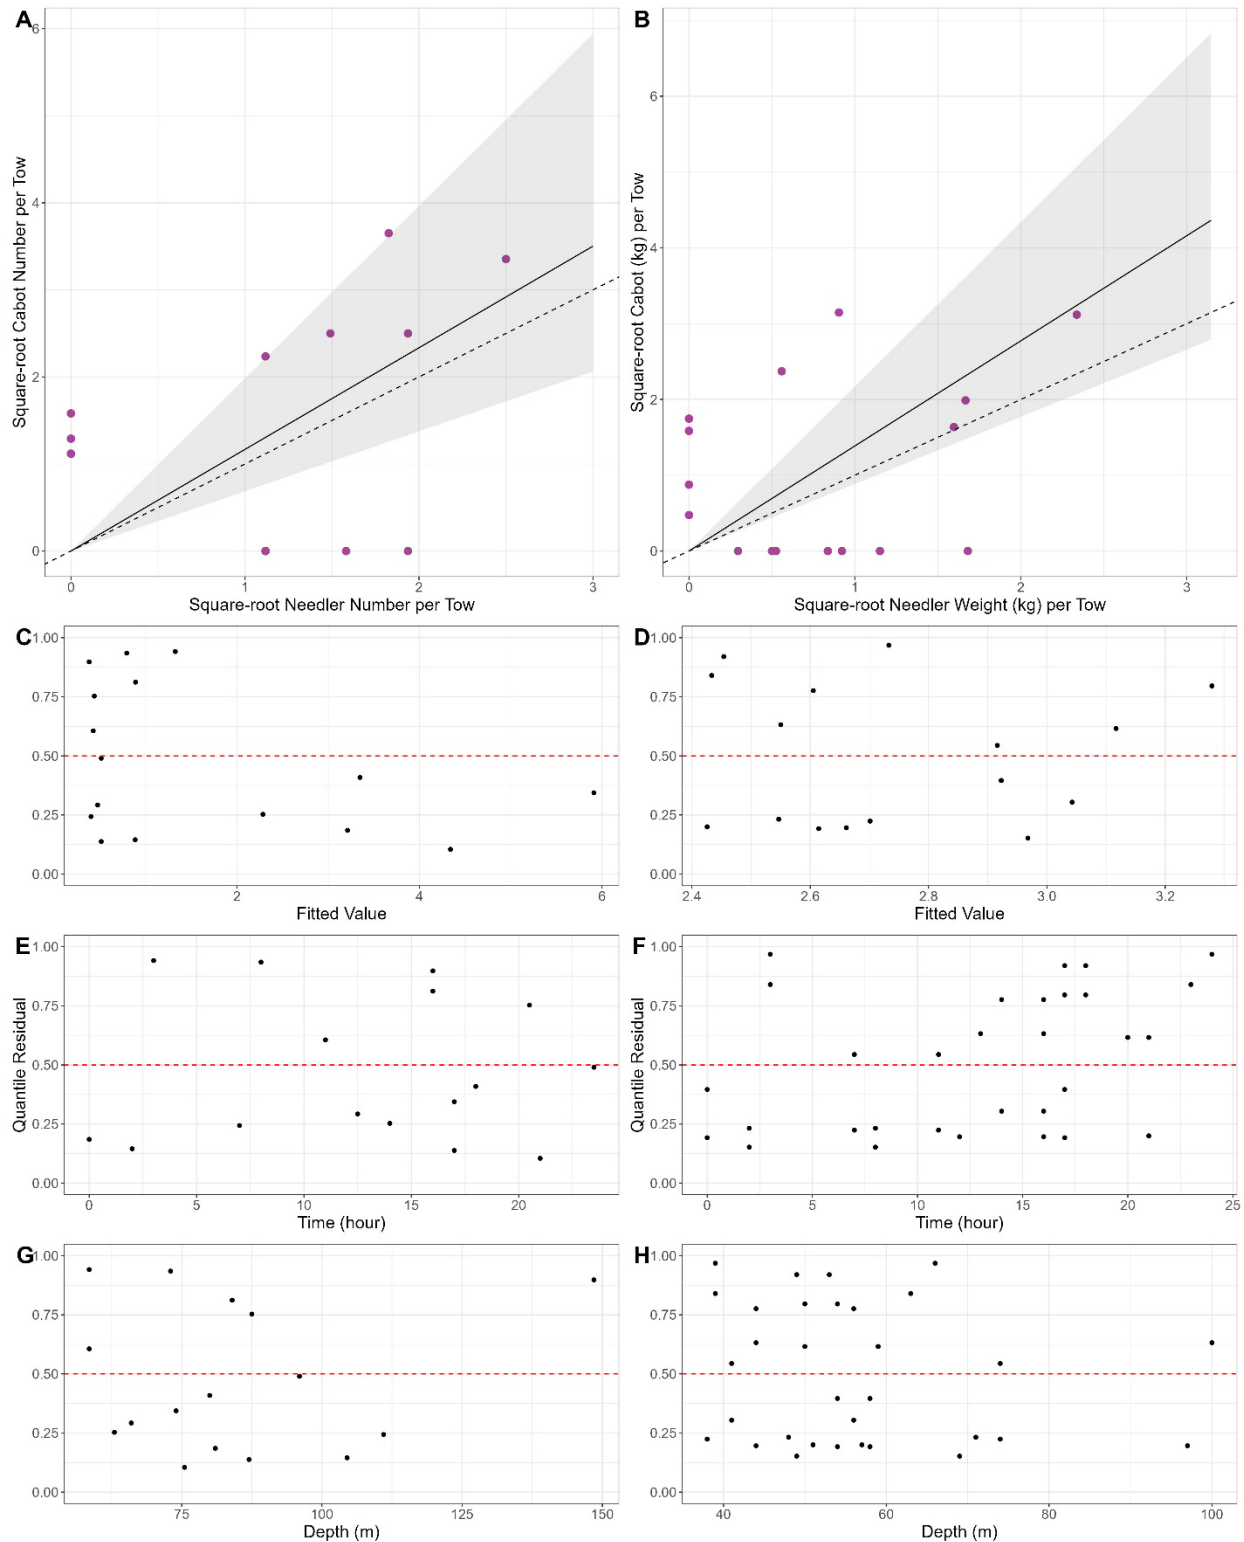 A
B
6
4
2
0
6
4
2
0
Square-root Cabot Number per Tow
Square-root Cabot (kg) per Tow
0 1 2 3
0 1 2 3
Square-root Needler Number per Tow
Square-root Needler Weight (kg) per Tow
C
D
1.00
0.75
0.50
0.25
0.00
1.00
0.75
0.50
0.25
0.00
2 4 6
2.4 2.6 2.8 3.0 3.2
Fitted Value
Fitted Value
E
F
1.00
0.75
0.50
0.25
0.00
1.00
0.75
0.50
0.25
0.00
Quantile Residual
Quantile Residual
0 5 10 15 20
0 5 10 15 20 25
Time (hour)
Time (hour)
G
H
1.00
0.75
0.50
0.25
0.00
1.00
0.75
0.50
0.25
0.00
75 100 125 150
40 60 80 100
Depth (m)
Depth (m)